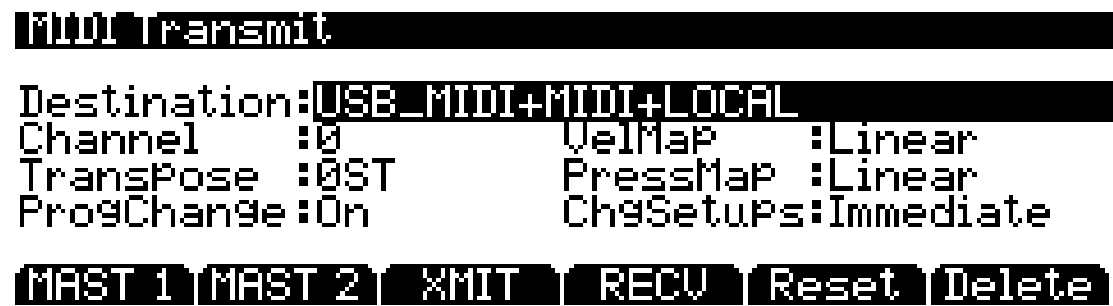 MIDI Transmit
Destination:USB_MIDI+MIDI+LOCAL
Channel :0 VelMap :Linear
Transpose :0ST PressMap :Linear
ProgChange:On ChgSetups:Immediate
MAST 1 MAST 2 XMIT RECV Reset Delete